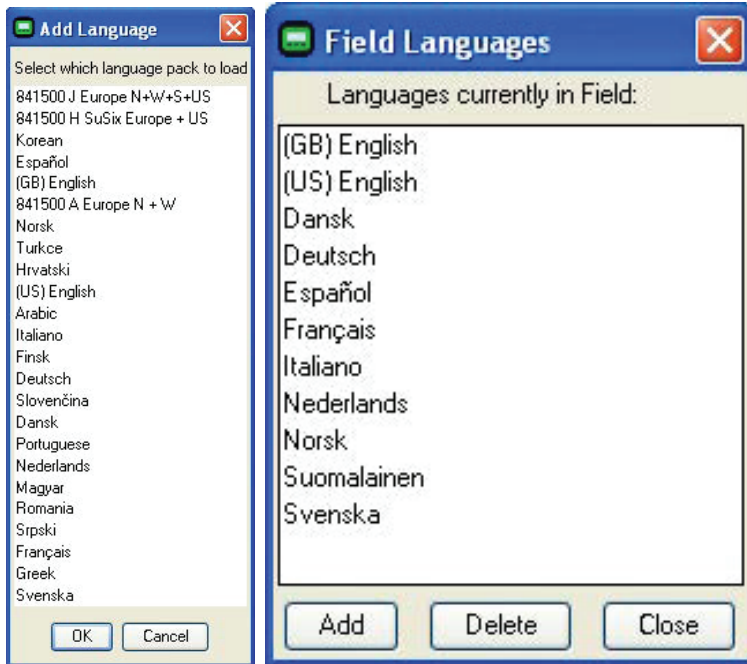 Add Language
Select which language pack to load
841500 J Europe N+W+S+US
841500 H SuSix Europe + US
Korean
Español
(GB) English
841500 A Europe N + W
Norsk
Turkce
Hrvatski
(US) English
Arabic
Italiano
Finsk
Deutsch
Slovenčina
Dansk
Portuguese
Nederlands
Magyar
Romania
Srpski
Français
Greek
Svenska
OK Cancel
Field Languages
Languages currently in Field:
(GB) English
(US) English
Dansk
Deutsch
Español
Français
Italiano
Nederlands
Norsk
Suomalainen
Svenska
Add Delete Close